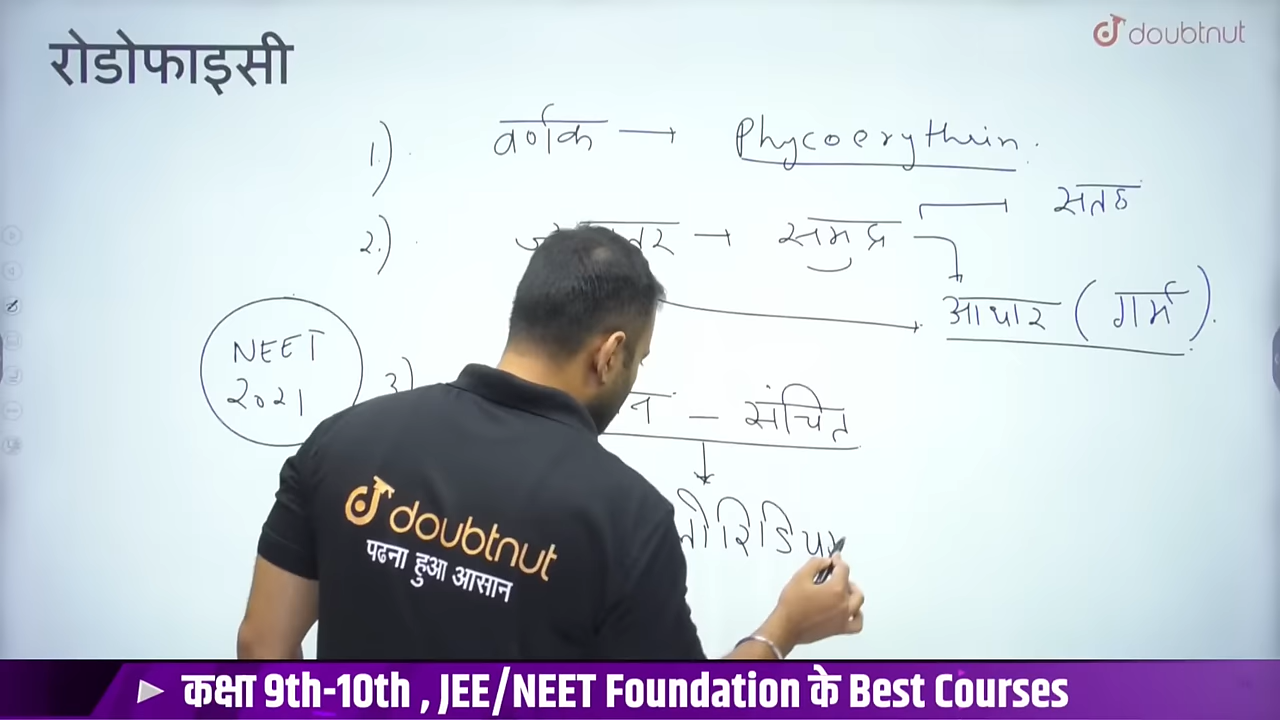 रोडोफाइसी
doubtnut
1.) वर्णक → Phycoerythrin.
2.) → समुद्र → सतह
आधार (गर्म).
NEET
2021
3) – संचित
doubtnut
पढना हुआ आसान
कक्षा 9th-10th , JEE/NEET Foundation के Best Courses